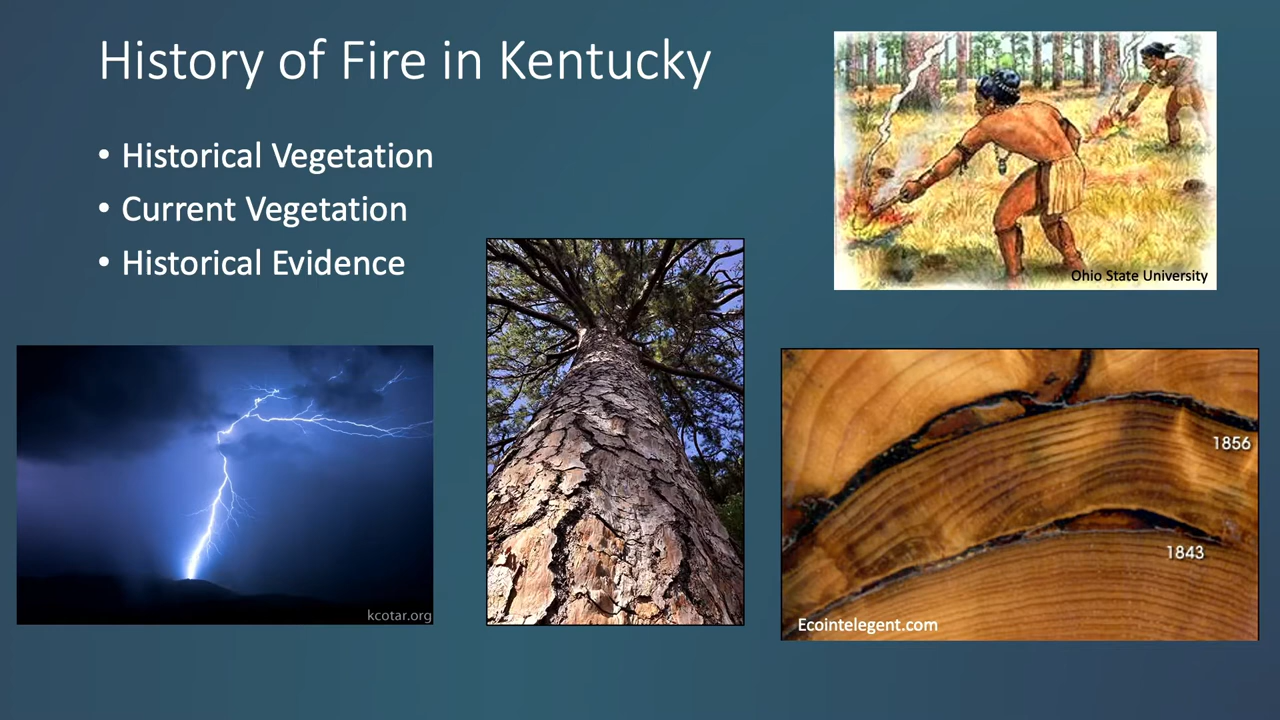 History of Fire in Kentucky
• Historical Vegetation
• Current Vegetation
• Historical Evidence
Ohio State University
kcotar.org
1856
1843
Ecointelegent.com